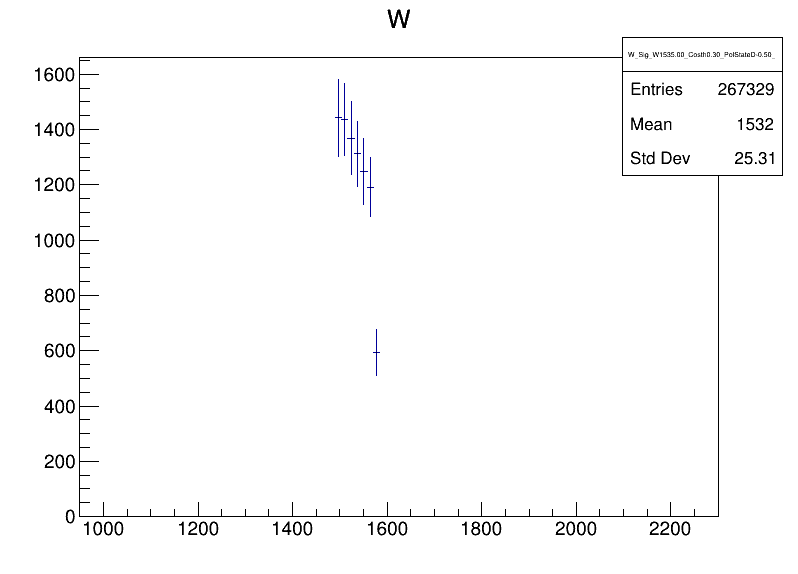 W
W_Sig_W1535.00_Costh0.30_PolStateD-0.50_
Entries 267329
Mean 1532
Std Dev 25.31
1600
1400
1200
1000
800
600
400
200
0
1000 1200 1400 1600 1800 2000 2200